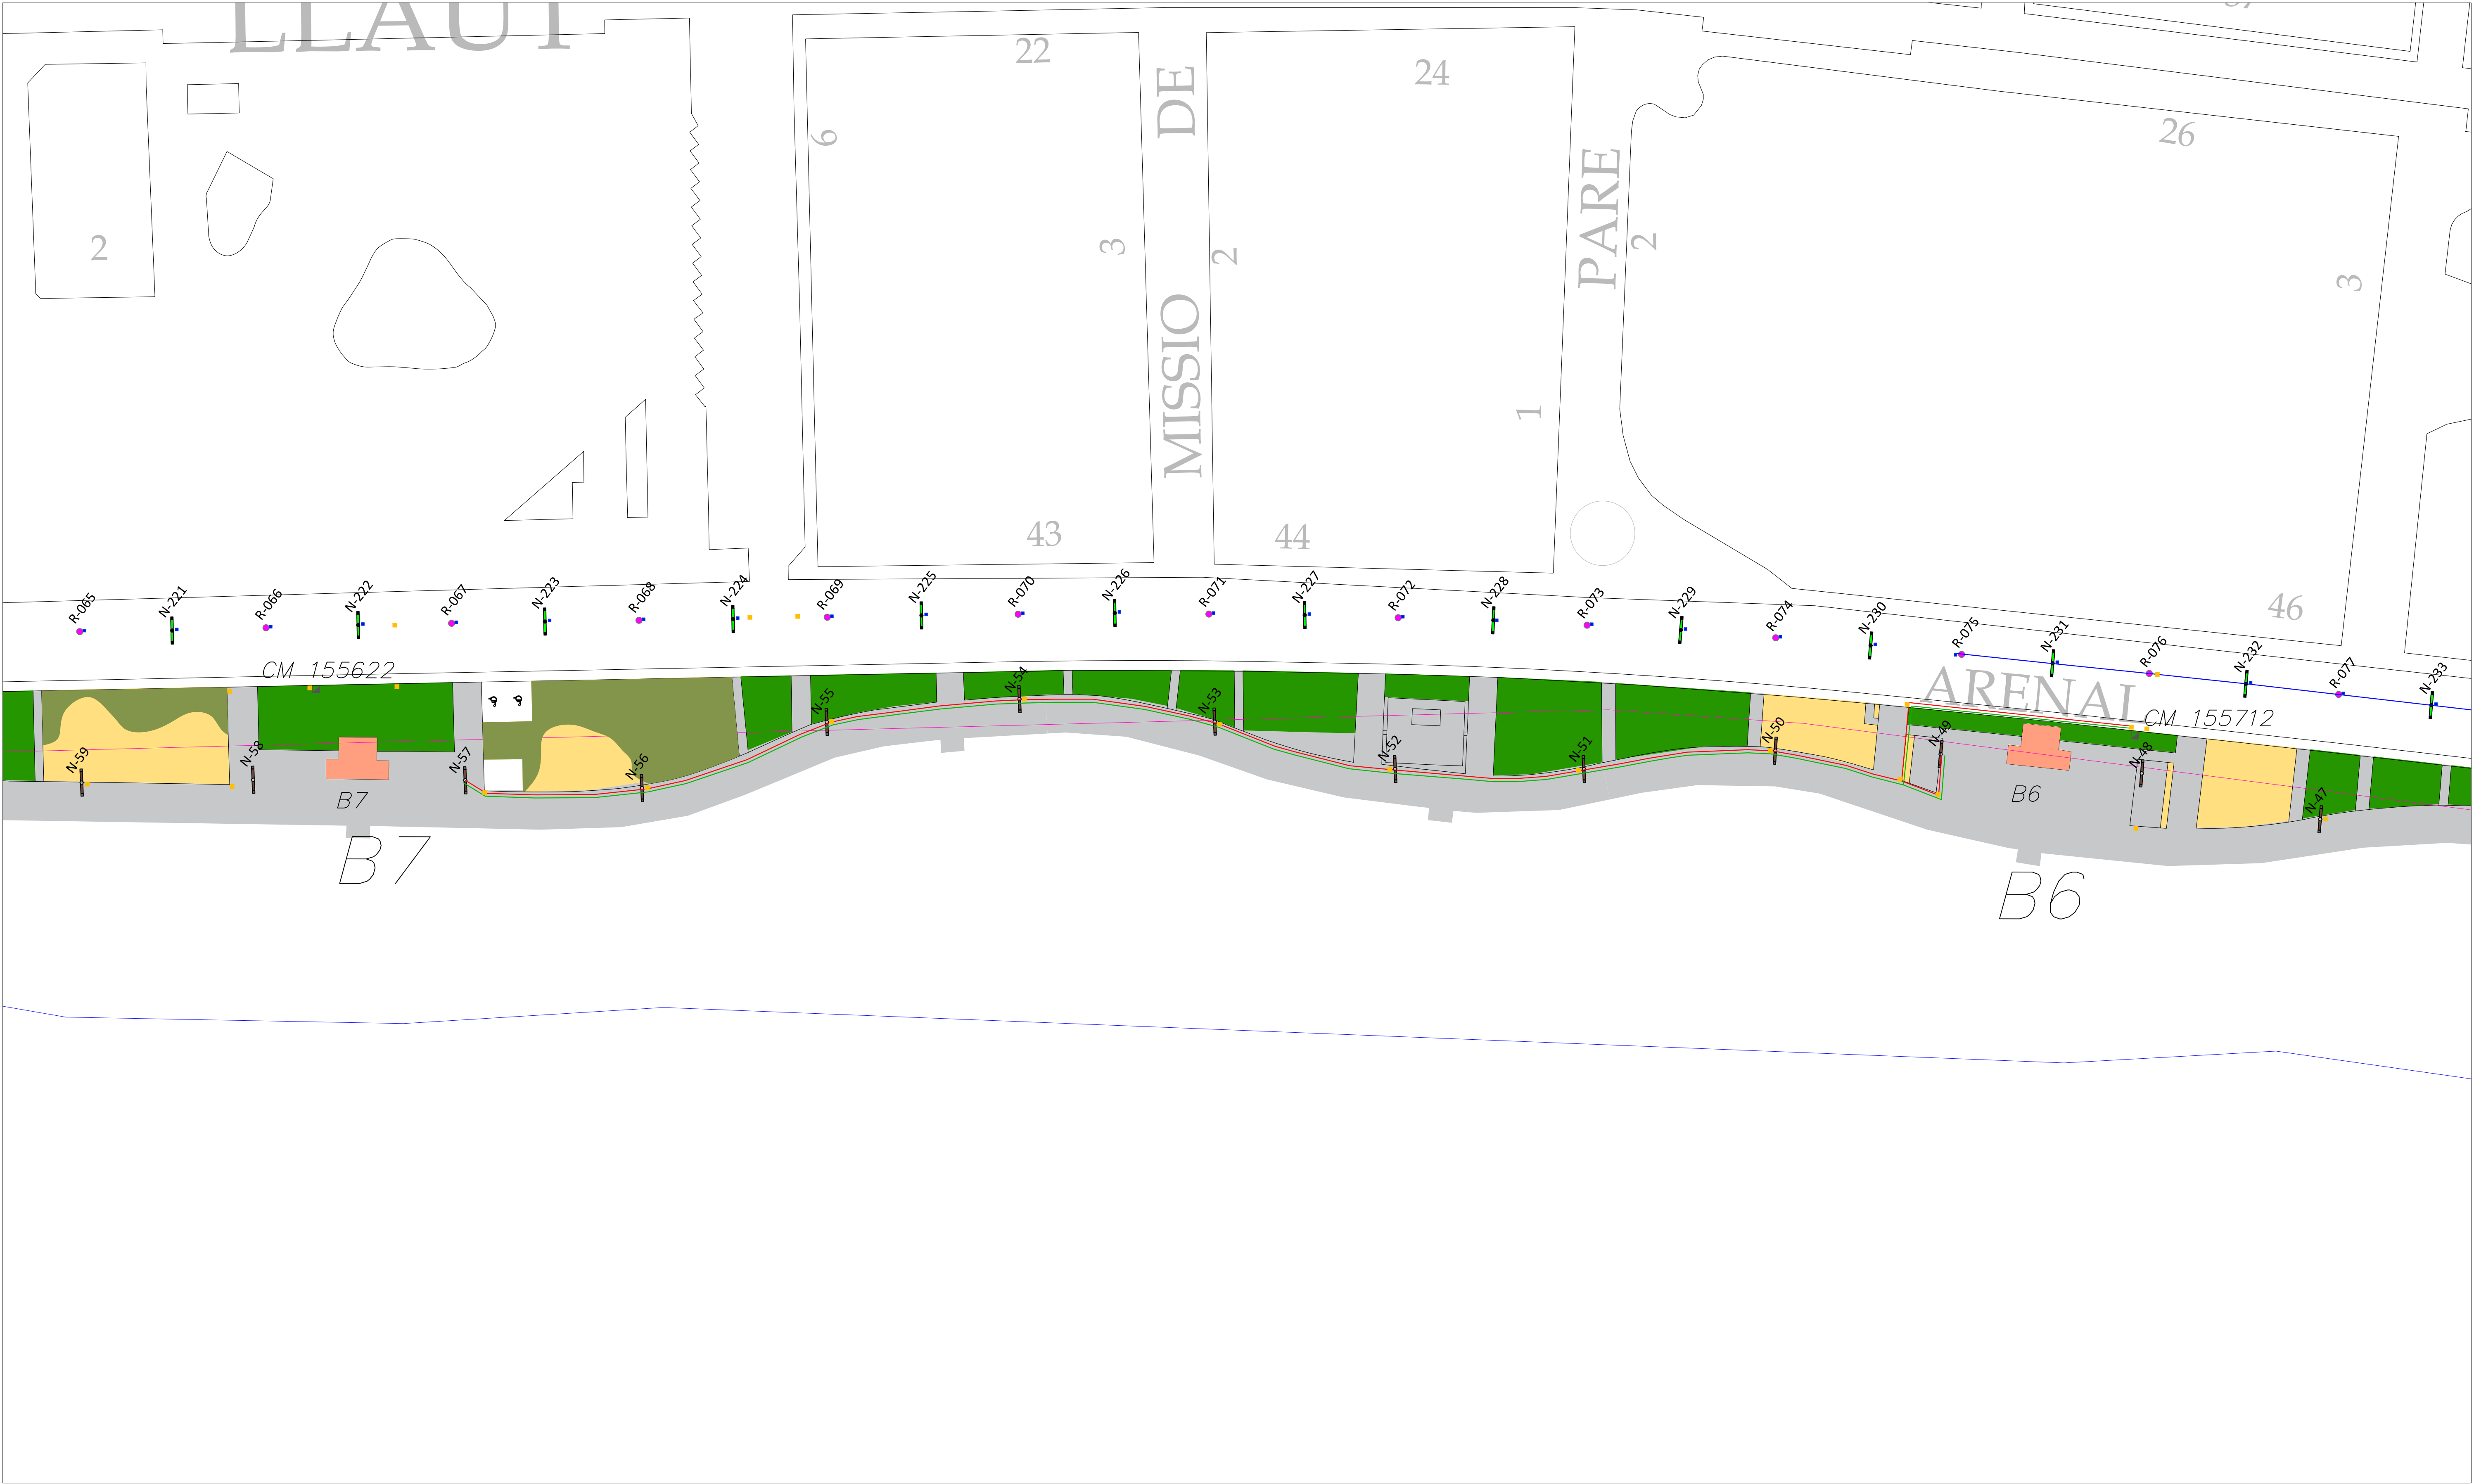 LLAUT
37
22
DE
24
6
26
PARE
2
3
2
2
3
MISSIO
1
43
44
46
R-065
N-221
R-066
N-222
R-067
N-223
R-068
N-224
R-069
N-225
R-070
N-226
R-071
N-227
R-072
N-228
R-073
N-229
R-074
N-230
R-075
N-231
R-076
N-232
R-077
N-233
CM 155622
ARENAL
CM 155712
N-59
N-58
N-57
N-56
N-55
N-54
N-53
N-52
N-51
N-50
N-49
N-48
N-47
B7
B6
B7
B6